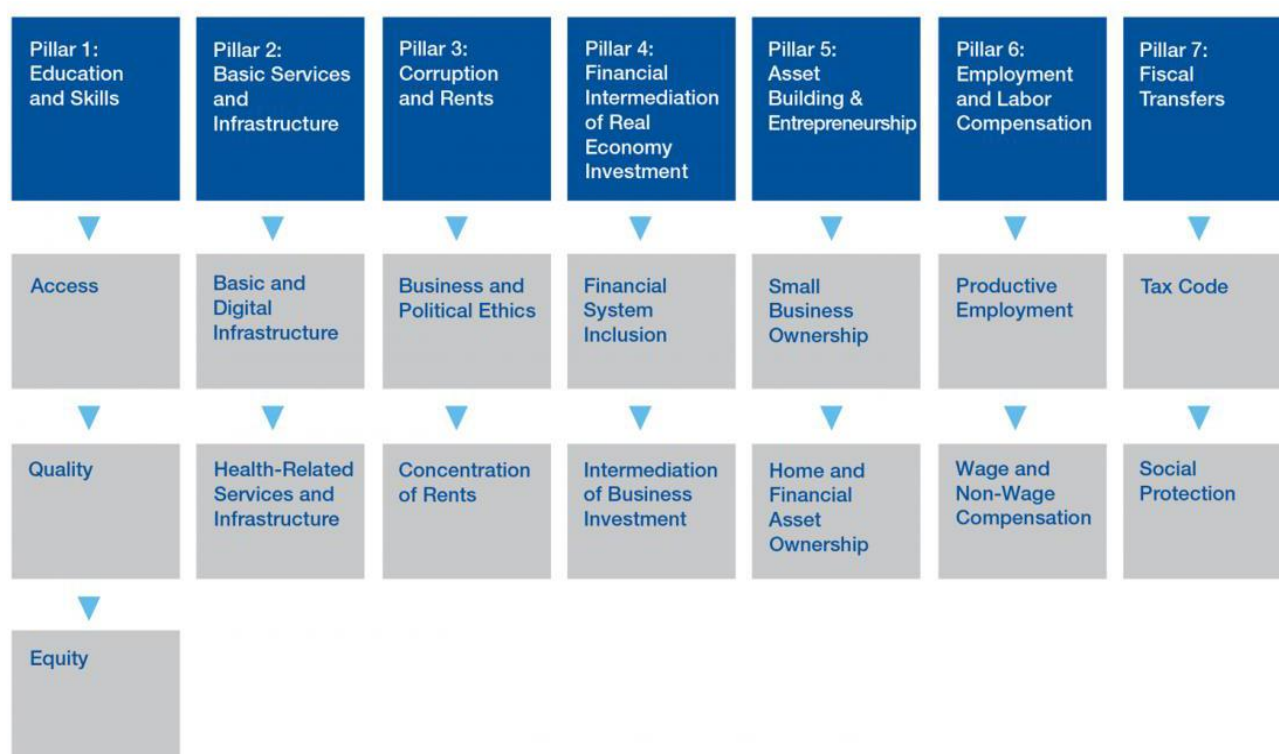 Pillar 1:
Education
and Skills
Pillar 2:
Basic Services
and
Infrastructure
Pillar 3:
Corruption
and Rents
Pillar 4:
Financial
Intermediation
of Real
Economy
Investment
Pillar 5:
Asset
Building &
Entrepreneurship
Pillar 6:
Employment
and Labor
Compensation
Pillar 7:
Fiscal
Transfers
Access
Basic and
Digital
Infrastructure
Business and
Political Ethics
Financial
System
Inclusion
Small
Business
Ownership
Productive
Employment
Tax Code
Quality
Health-Related
Services and
Infrastructure
Concentration
of Rents
Intermediation
of Business
Investment
Home and
Financial
Asset
Ownership
Wage and
Non-Wage
Compensation
Social
Protection
Equity